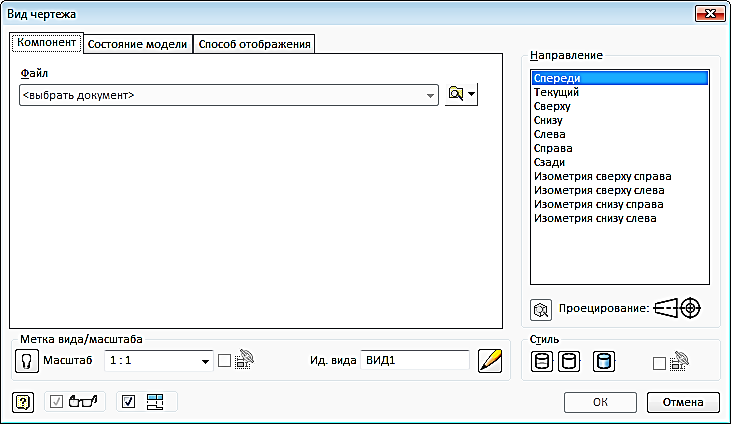 Вид чертежа
Компонент
Состояние модели
Способ отображения
Файл
<выбрать документ>
Направление
Спереди
Текущий
Сверху
Снизу
Слева
Справа
Сзади
Изометрия сверху справа
Изометрия сверху слева
Изометрия снизу справа
Изометрия снизу слева
Проецирование:
Метка вида/масштаба
Масштаб
1 : 1
Ид. вида
ВИД1
Стиль
ОК
Отмена